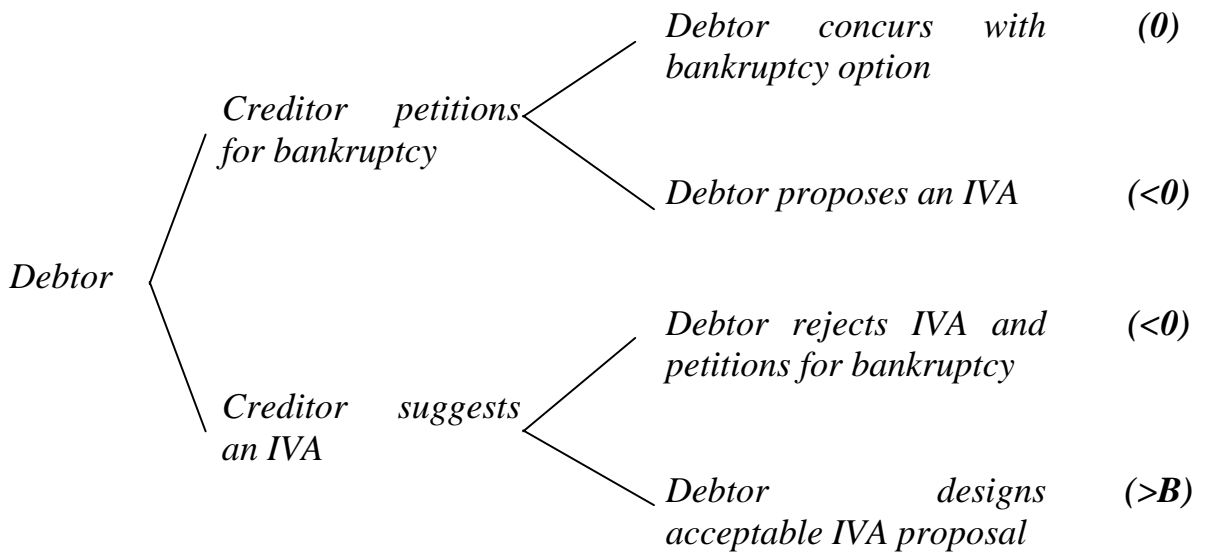 Debtor concurs with (0)
bankruptcy option
Creditor petitions
for bankruptcy
Debtor proposes an IVA (<0)
Debtor
Debtor rejects IVA and (<0)
petitions for bankruptcy
Creditor suggests
an IVA
Debtor designs (>B)
acceptable IVA proposal